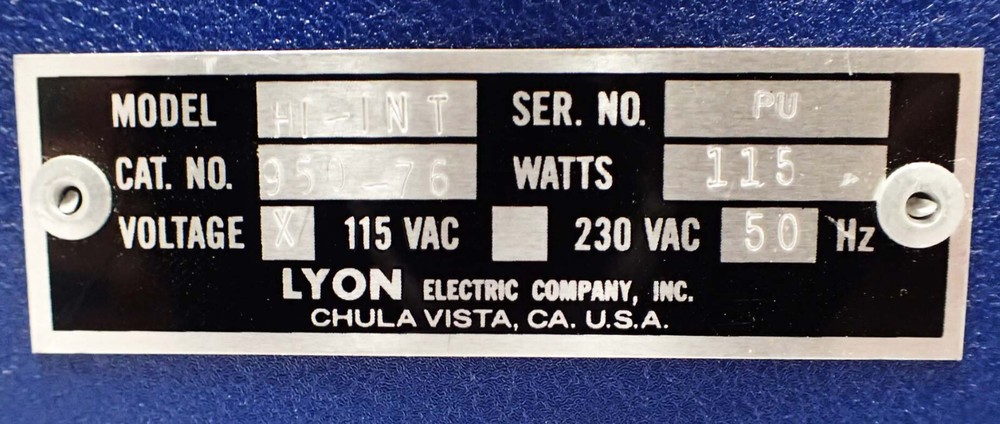 MODEL HI-INT SER. NO. PU
CAT. NO. 950-76 WATTS 115
VOLTAGE X 115 VAC 230 VAC 50 Hz
LYON ELECTRIC COMPANY, INC.
CHULA VISTA, CA. U.S.A.